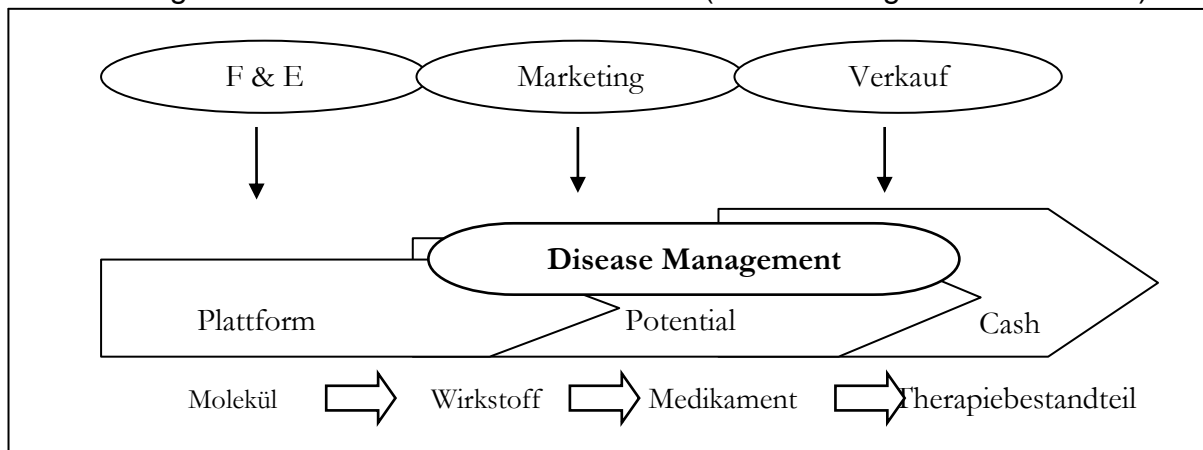 F & E Marketing Verkauf
Disease Management
Plattform Potential Cash
Molekül Wirkstoff Medikament Therapiebestandteil